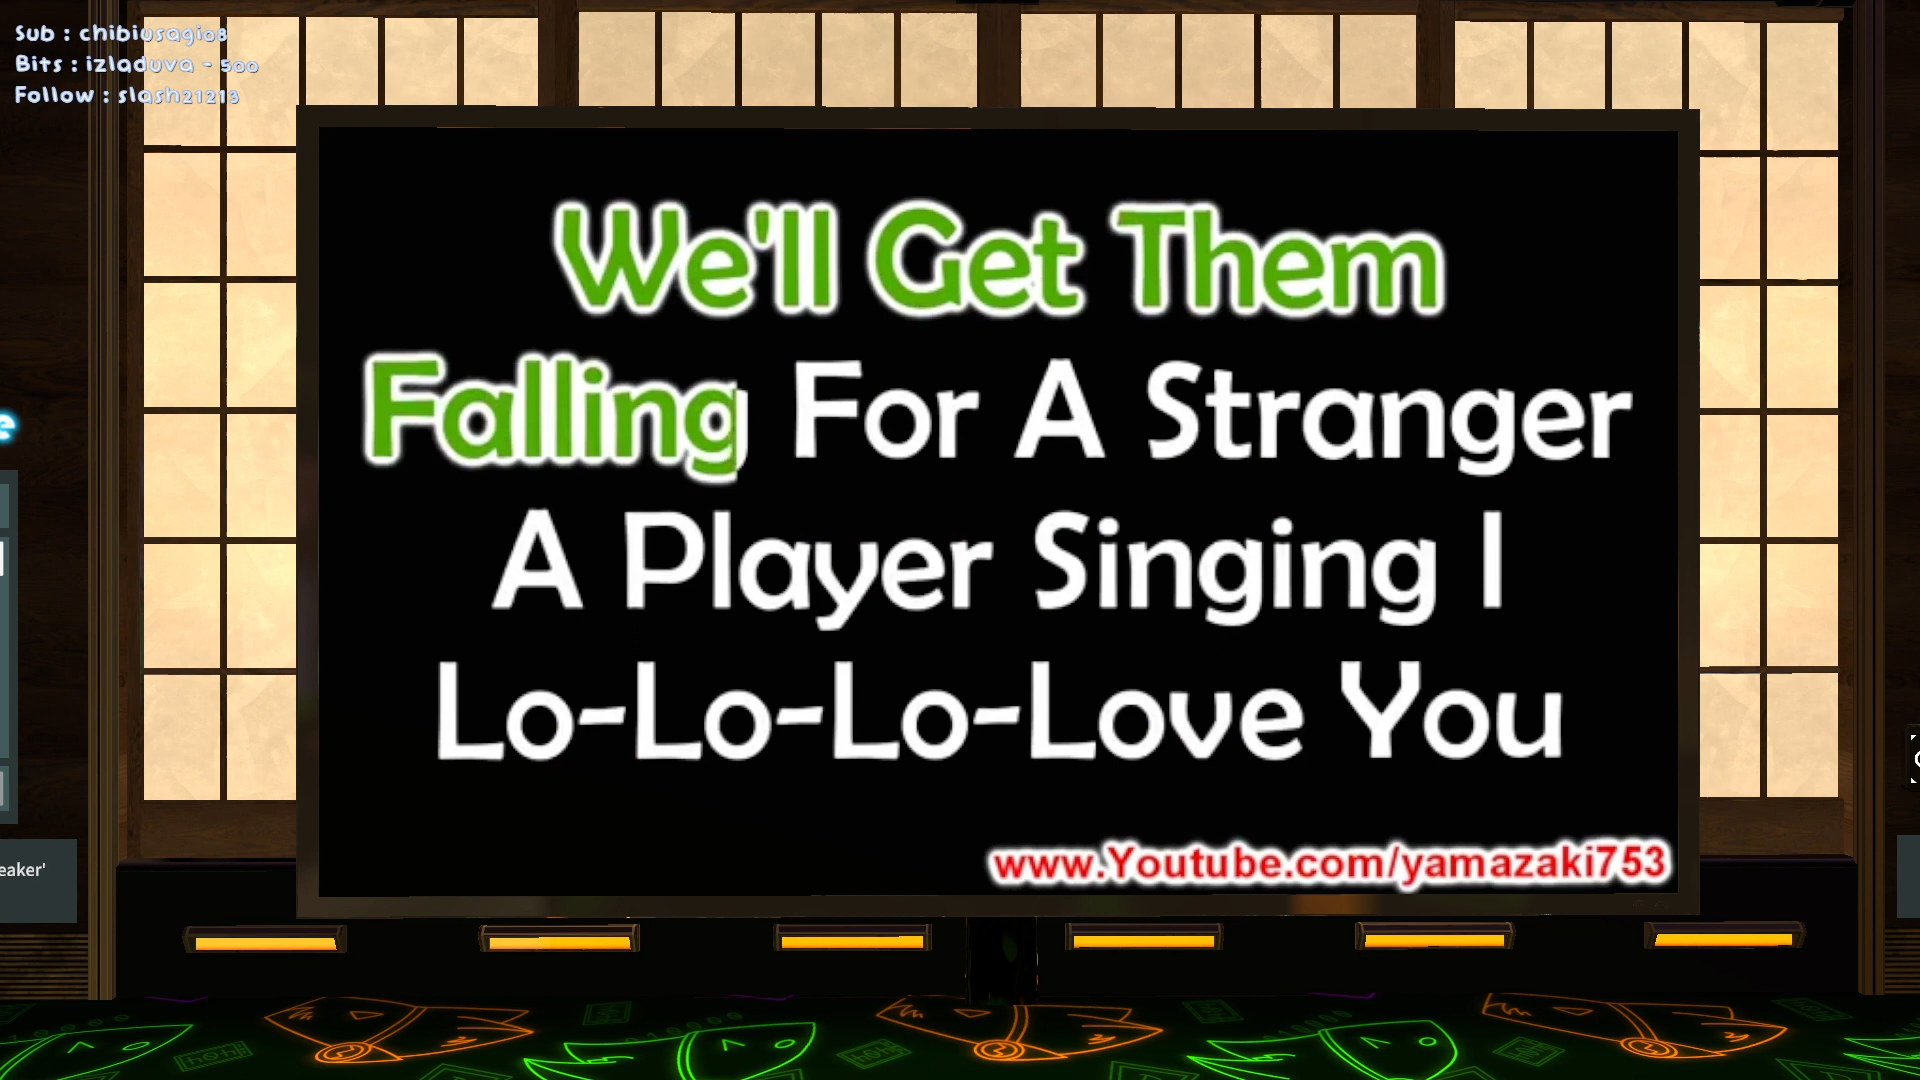 Sub : chibiusagi08
Bits : izladuva - 500
Follow : slash21213
We'll Get Them
Falling For A Stranger
A Player Singing I
Lo-Lo-Lo-Love You
www.Youtube.com/yamazaki753
eaker'